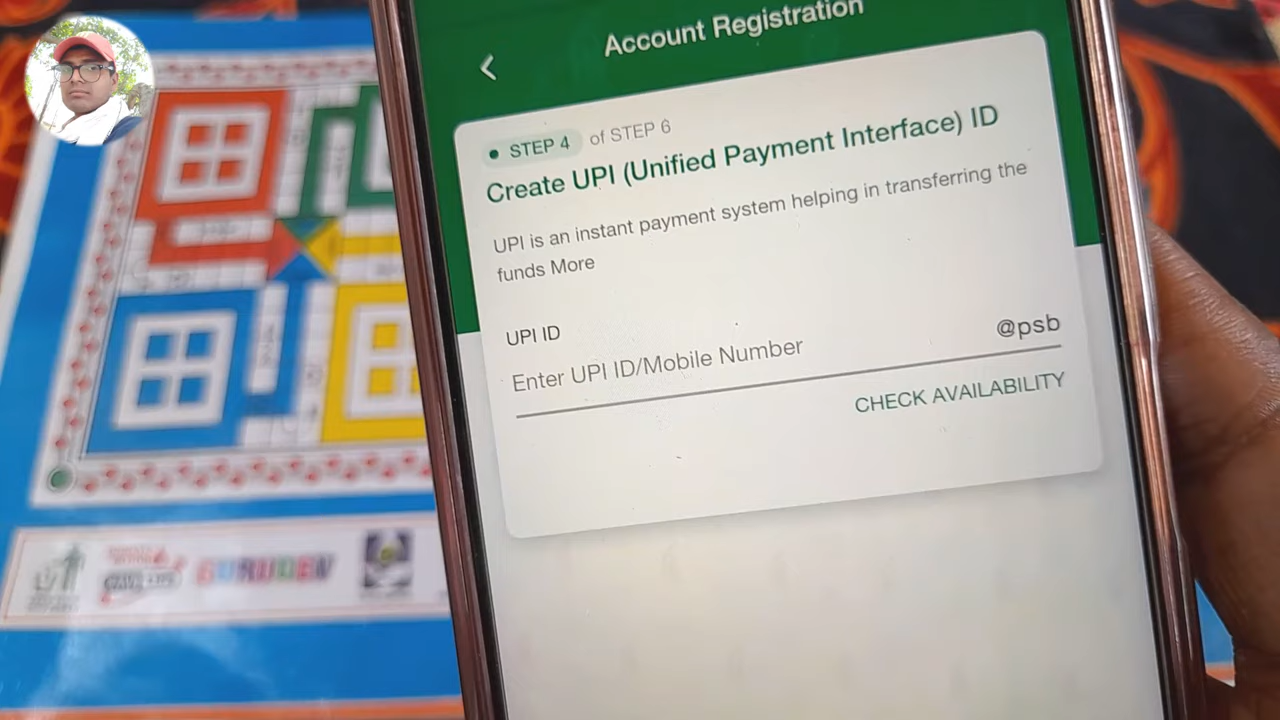 Account Registration
STEP 4 of STEP 6
Create UPI (Unified Payment Interface) ID
UPI is an instant payment system helping in transferring the
funds More
UPI ID
Enter UPI ID/Mobile Number @psb
CHECK AVAILABILITY
GURUDEV